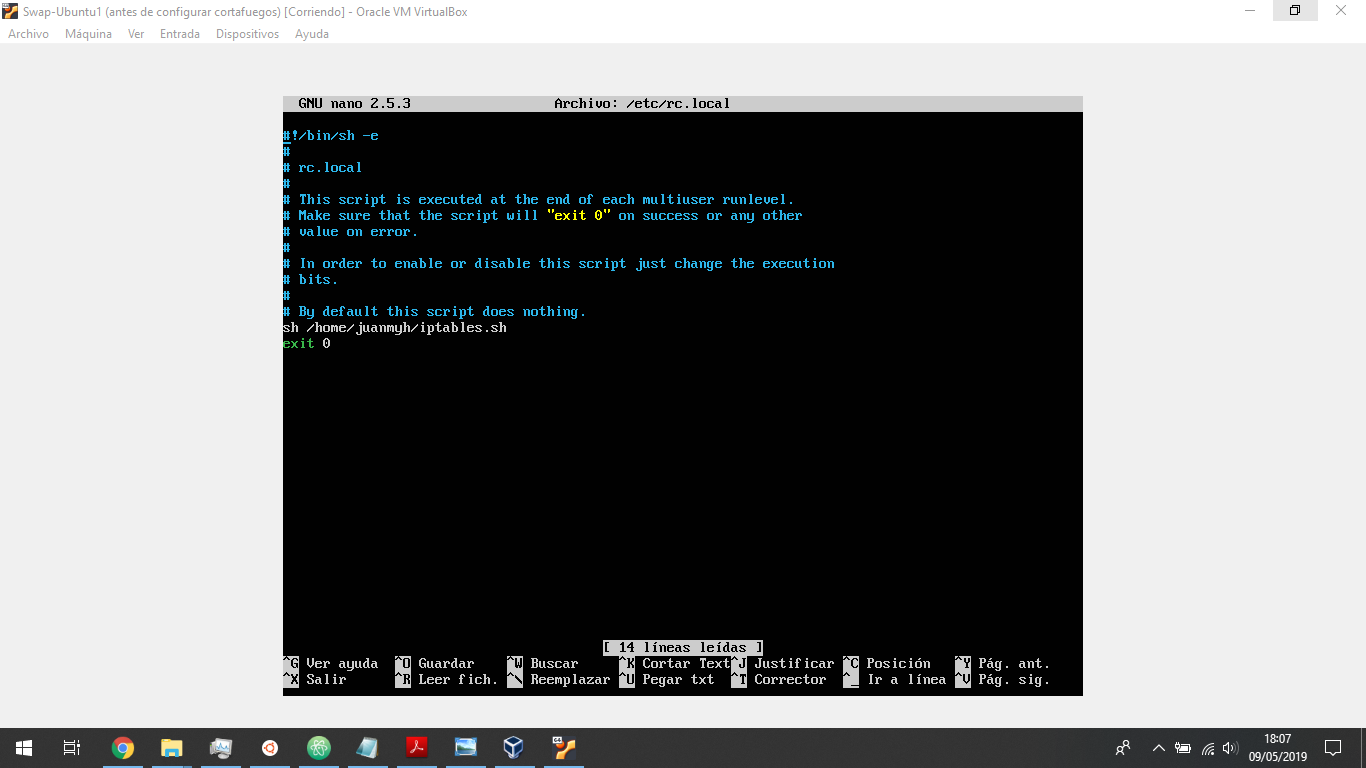 Swap-Ubuntu1 (antes de configurar cortafuegos) [Corriendo] - Oracle VM VirtualBox
Archivo Máquina Ver Entrada Dispositivos Ayuda
GNU nano 2.5.3 Archivo: /etc/rc.local
#!/bin/sh -e
#
# rc.local
#
# This script is executed at the end of each multiuser runlevel.
# Make sure that the script will "exit 0" on success or any other
# value on error.
#
# In order to enable or disable this script just change the execution
# bits.
#
# By default this script does nothing.
sh /home/juanmyh/iptables.sh
exit 0
[ 14 líneas leídas ]
^G Ver ayuda ^O Guardar ^W Buscar ^K Cortar Text ^J Justificar ^C Posición ^Y Pág. ant.
^X Salir ^R Leer fich. ^\ Reemplazar ^U Pegar txt ^T Corrector ^_ Ir a línea ^V Pág. sig.
18:07
09/05/2019